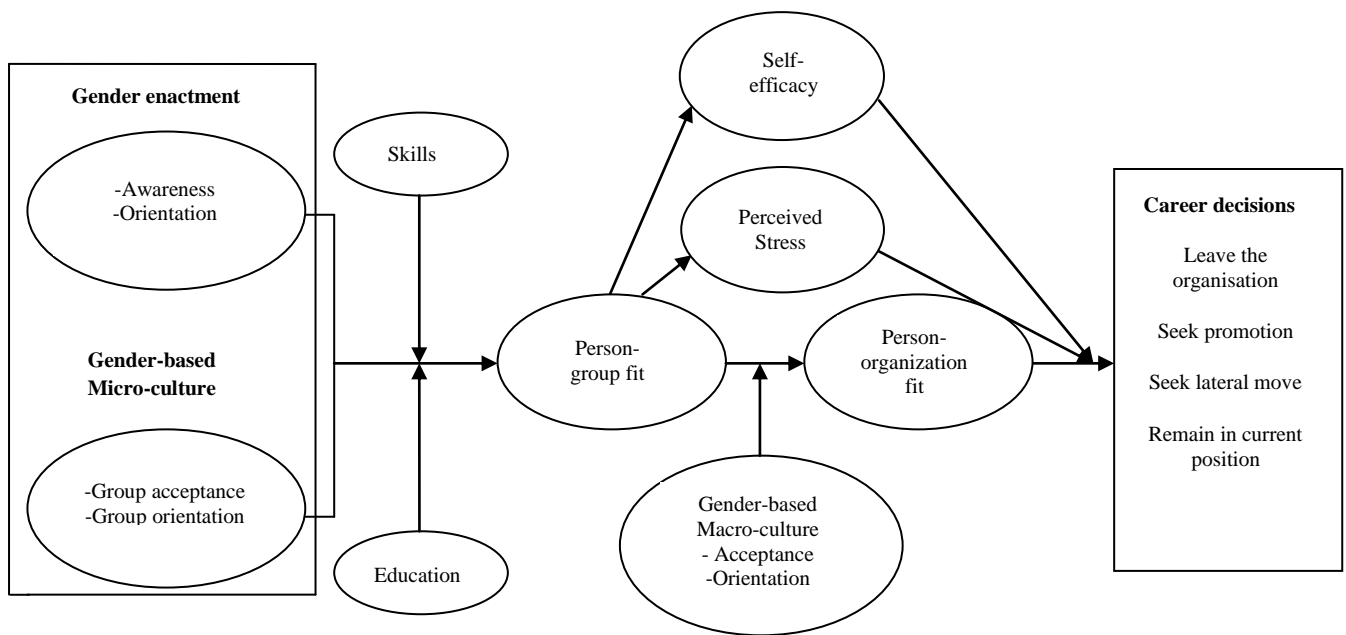 Gender enactment
-Awareness
-Orientation
Gender-based
Micro-culture
-Group acceptance
-Group orientation
Skills
Education
Person-
group fit
Self-
efficacy
Perceived
Stress
Person-
organization
fit
Gender-based
Macro-culture
- Acceptance
-Orientation
Career decisions
Leave the
organisation
Seek promotion
Seek lateral move
Remain in current
position